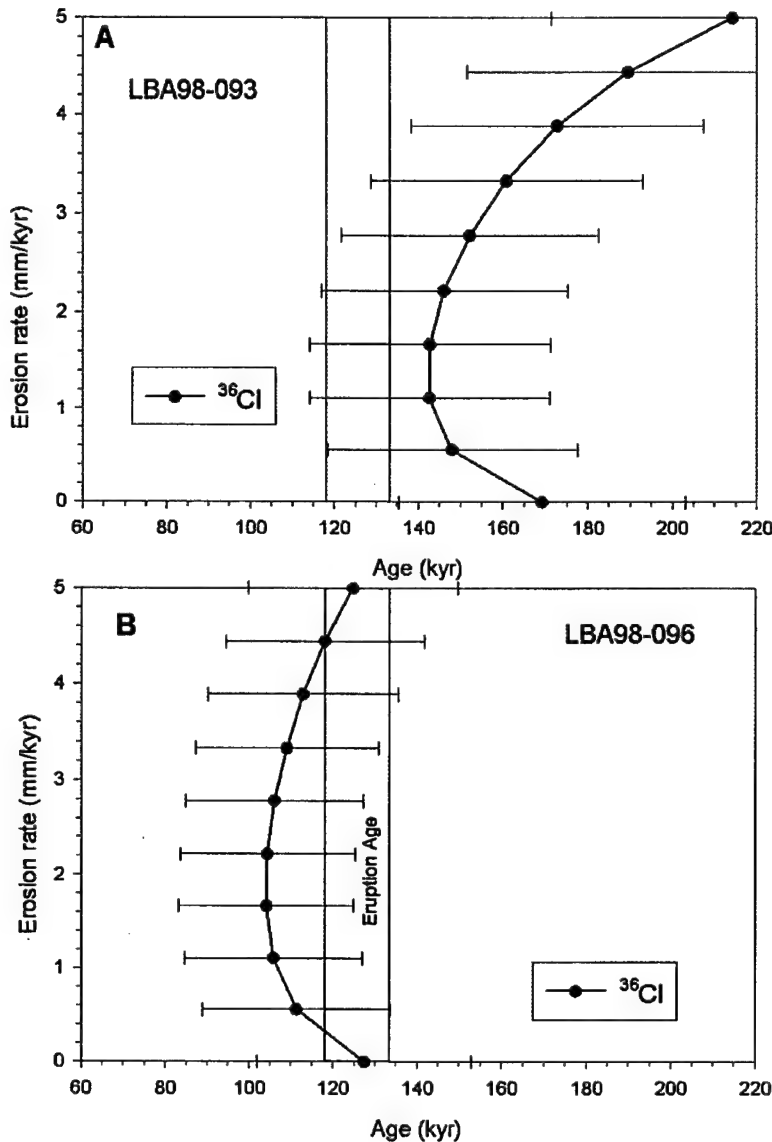 A
LBA98-093
Erosion rate (mm/kyr)
5
4
3
2
1
0
³⁶Cl
60 80 100 120 140 160 180 200 220
Age (kyr)
B
LBA98-096
Erosion rate (mm/kyr)
5
4
3
2
1
0
Eruption Age
³⁶Cl
60 80 100 120 140 160 180 200 220
Age (kyr)